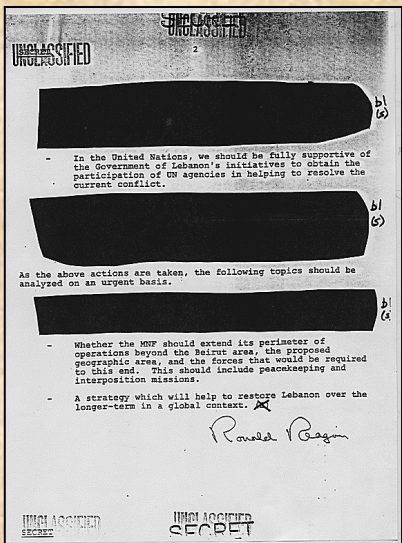 UNCLASSIFIED
UNCLASSIFIED
SECRET
2
b1
(s)
- In the United Nations, we should be fully supportive of
the Government of Lebanon's initiatives to obtain the
participation of UN agencies in helping to resolve the
current conflict.
b1
(s)
As the above actions are taken, the following topics should be
analyzed on an urgent basis.
b1
(s)
- Whether the MNF should extend its perimeter of
operations beyond the Beirut area, the proposed
geographic area, and the forces that would be required
to this end. This should include peacekeeping and
interposition missions.
- A strategy which will help to restore Lebanon over the
longer-term in a global context.
Ronald Reagan
UNCLASSIFIED
SECRET
UNCLASSIFIED
SECRET